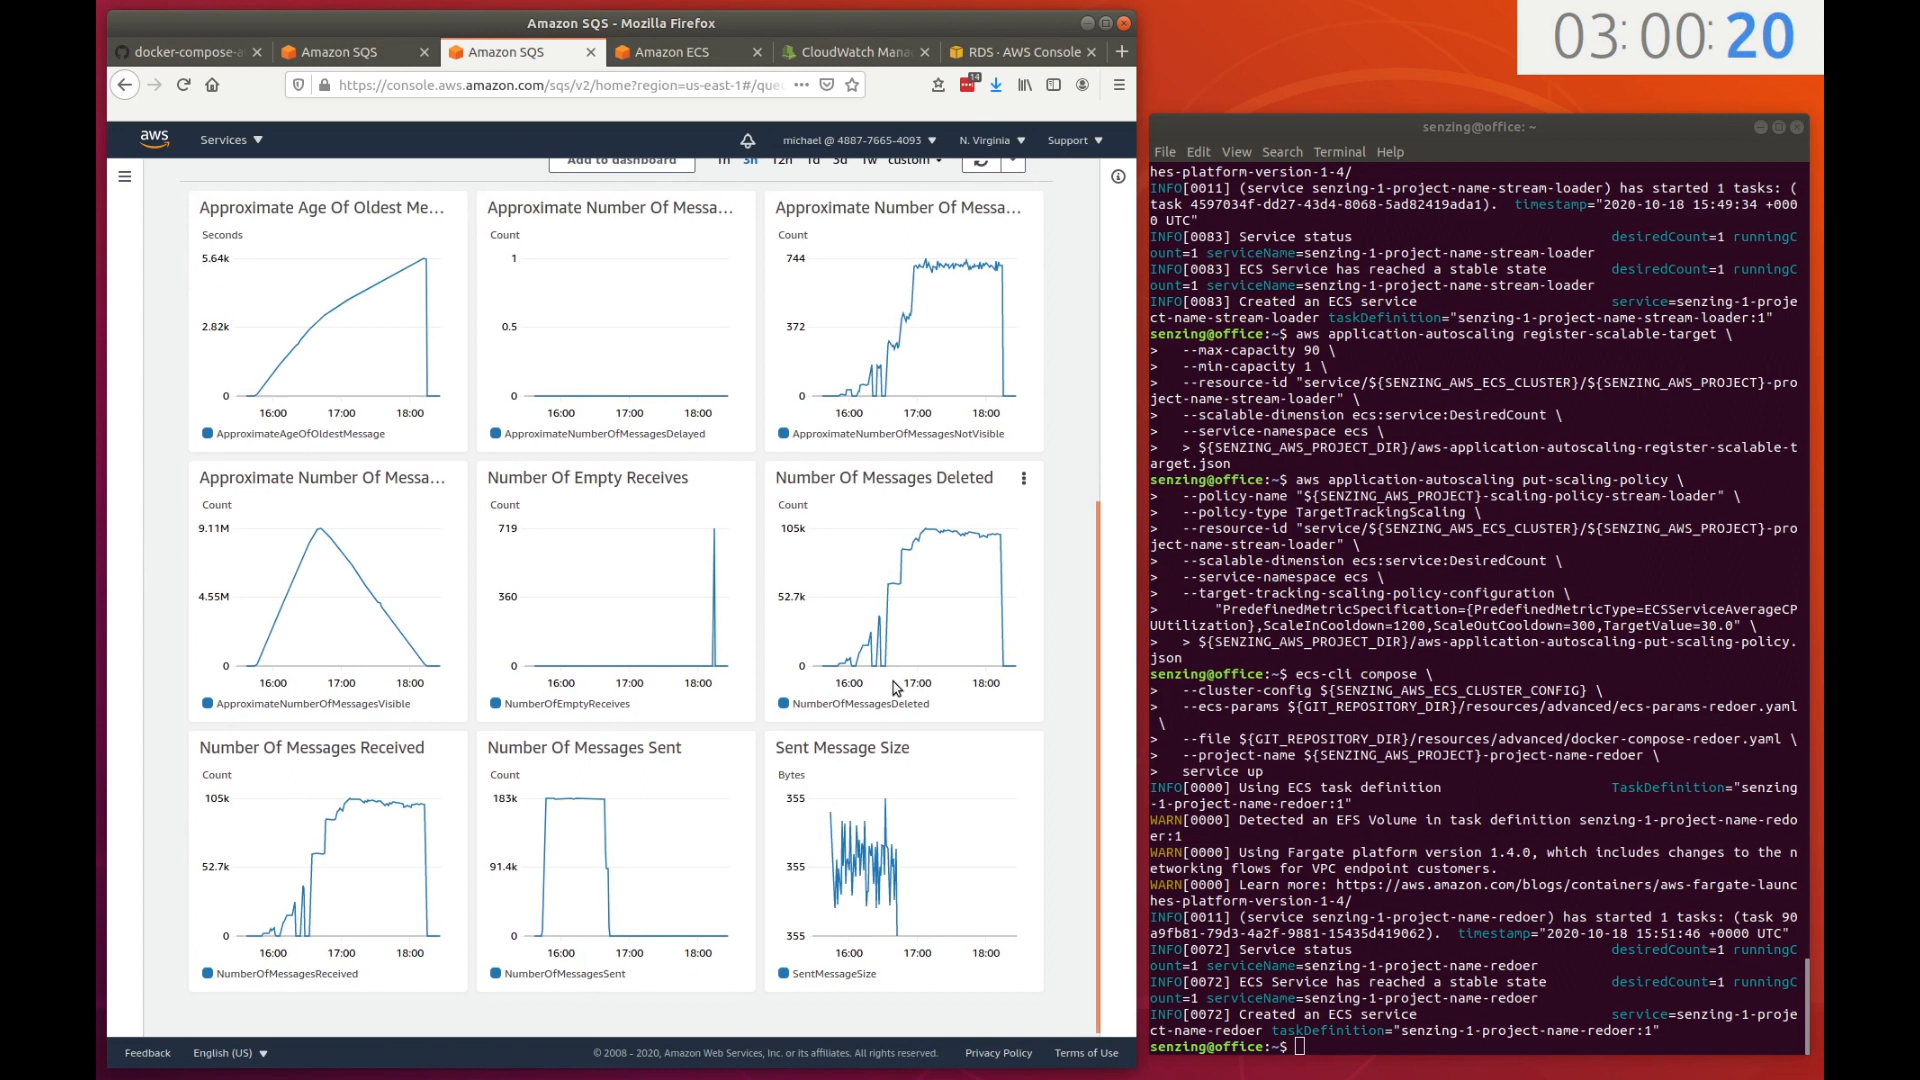 Amazon SQS - Mozilla Firefox
docker-compose-a
Amazon SQS
Amazon SQS
Amazon ECS
CloudWatch Mana
RDS · AWS Console
03:00:20
https://console.aws.amazon.com/sqs/v2/home?region=us-east-1#/que
14
aws
Services
michael @ 4887-7665-4093
N. Virginia
Support
Add to dashboard
1h 3h 12h 1d 3d 1w custom
Approximate Age Of Oldest Me...
Seconds
5.64k
2.82k
0
16:00 17:00 18:00
ApproximateAgeOfOldestMessage
Approximate Number Of Messa...
Count
1
0.5
0
16:00 17:00 18:00
ApproximateNumberOfMessagesDelayed
Approximate Number Of Messa...
Count
744
372
0
16:00 17:00 18:00
ApproximateNumberOfMessagesNotVisible
Approximate Number Of Messa...
Count
9.11M
4.55M
0
16:00 17:00 18:00
ApproximateNumberOfMessagesVisible
Number Of Empty Receives
Count
719
360
0
16:00 17:00 18:00
NumberOfEmptyReceives
Number Of Messages Deleted
Count
105k
52.7k
0
16:00 17:00 18:00
NumberOfMessagesDeleted
Number Of Messages Received
Count
105k
52.7k
0
16:00 17:00 18:00
NumberOfMessagesReceived
Number Of Messages Sent
Count
183k
91.4k
0
16:00 17:00 18:00
NumberOfMessagesSent
Sent Message Size
Bytes
355
355
355
16:00 17:00 18:00
SentMessageSize
Feedback
English (US)
© 2008 - 2020, Amazon Web Services, Inc. or its affiliates. All rights reserved.
Privacy Policy
Terms of Use
senzing@office: ~
File Edit View Search Terminal Help
hes-platform-version-1-4/
INFO[0011] (service senzing-1-project-name-stream-loader) has started 1 tasks: (
task 4597034f-dd27-43d4-8068-5ad82419ada1). timestamp="2020-10-18 15:49:34 +000
0 UTC"
INFO[0083] Service status desiredCount=1 runningC
ount=1 serviceName=senzing-1-project-name-stream-loader
INFO[0083] ECS Service has reached a stable state desiredCount=1 runningC
ount=1 serviceName=senzing-1-project-name-stream-loader
INFO[0083] Created an ECS service service=senzing-1-proje
ct-name-stream-loader taskDefinition="senzing-1-project-name-stream-loader:1"
senzing@office:~$ aws application-autoscaling register-scalable-target \
> --max-capacity 90 \
> --min-capacity 1 \
> --resource-id "service/${SENZING_AWS_ECS_CLUSTER}/${SENZING_AWS_PROJECT}-pro
ject-name-stream-loader" \
> --scalable-dimension ecs:service:DesiredCount \
> --service-namespace ecs \
> > ${SENZING_AWS_PROJECT_DIR}/aws-application-autoscaling-register-scalable-t
arget.json
senzing@office:~$ aws application-autoscaling put-scaling-policy \
> --policy-name "${SENZING_AWS_PROJECT}-scaling-policy-stream-loader" \
> --policy-type TargetTrackingScaling \
> --resource-id "service/${SENZING_AWS_ECS_CLUSTER}/${SENZING_AWS_PROJECT}-pro
ject-name-stream-loader" \
> --scalable-dimension ecs:service:DesiredCount \
> --service-namespace ecs \
> --target-tracking-scaling-policy-configuration \
> "PredefinedMetricSpecification={PredefinedMetricType=ECSServiceAverageCP
UUtilization},ScaleInCooldown=1200,ScaleOutCooldown=300,TargetValue=30.0" \
> > ${SENZING_AWS_PROJECT_DIR}/aws-application-autoscaling-put-scaling-policy.
json
senzing@office:~$ ecs-cli compose \
> --cluster-config ${SENZING_AWS_ECS_CLUSTER_CONFIG} \
> --ecs-params ${GIT_REPOSITORY_DIR}/resources/advanced/ecs-params-redoer.yaml
\
> --file ${GIT_REPOSITORY_DIR}/resources/advanced/docker-compose-redoer.yaml \
> --project-name ${SENZING_AWS_PROJECT}-project-name-redoer \
> service up
INFO[0000] Using ECS task definition TaskDefinition="senzing
-1-project-name-redoer:1"
WARN[0000] Detected an EFS Volume in task definition senzing-1-project-name-redo
er:1
WARN[0000] Using Fargate platform version 1.4.0, which includes changes to the n
etworking flows for VPC endpoint customers.
WARN[0000] Learn more: https://aws.amazon.com/blogs/containers/aws-fargate-launc
hes-platform-version-1-4/
INFO[0011] (service senzing-1-project-name-redoer) has started 1 tasks: (task 90
a9fb81-79d3-4a2f-9881-15435d419062). timestamp="2020-10-18 15:51:46 +0000 UTC"
INFO[0072] Service status desiredCount=1 runningC
ount=1 serviceName=senzing-1-project-name-redoer
INFO[0072] ECS Service has reached a stable state desiredCount=1 runningC
ount=1 serviceName=senzing-1-project-name-redoer
INFO[0072] Created an ECS service service=senzing-1-proje
ct-name-redoer taskDefinition="senzing-1-project-name-redoer:1"
senzing@office:~$